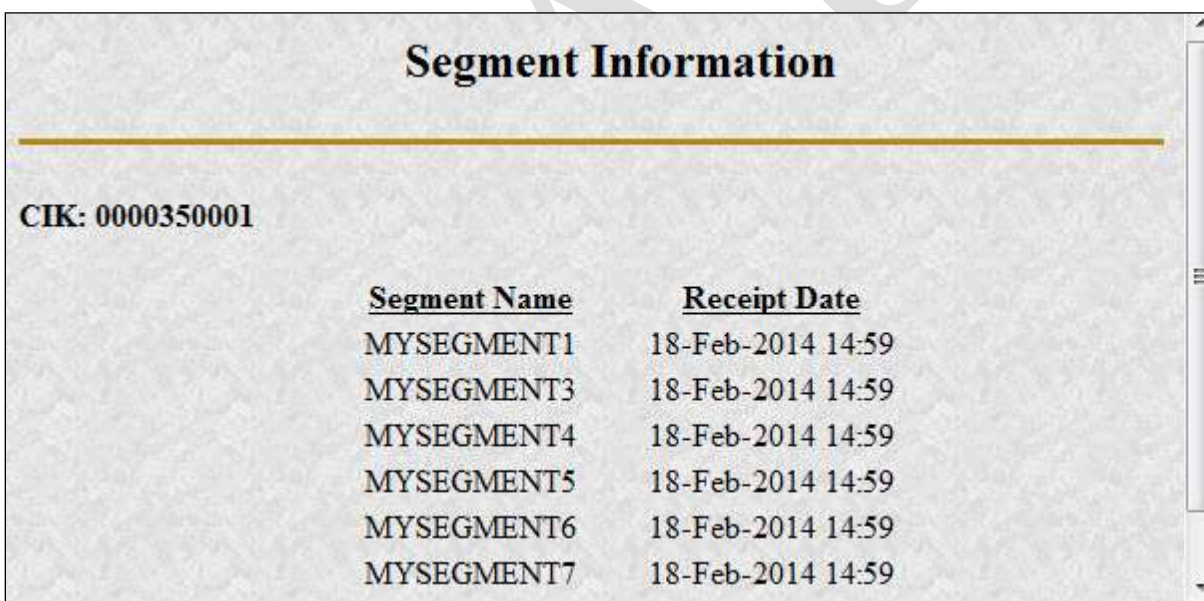 Segment Information
CIK: 0000350001
Segment Name Receipt Date
MYSEGMENT1 18-Feb-2014 14:59
MYSEGMENT3 18-Feb-2014 14:59
MYSEGMENT4 18-Feb-2014 14:59
MYSEGMENT5 18-Feb-2014 14:59
MYSEGMENT6 18-Feb-2014 14:59
MYSEGMENT7 18-Feb-2014 14:59